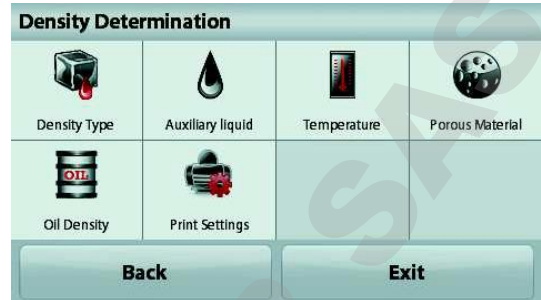 Density Determination
Density Type
Auxiliary liquid
Temperature
Porous Material
OIL
Oil Density
Print Settings
Back
Exit